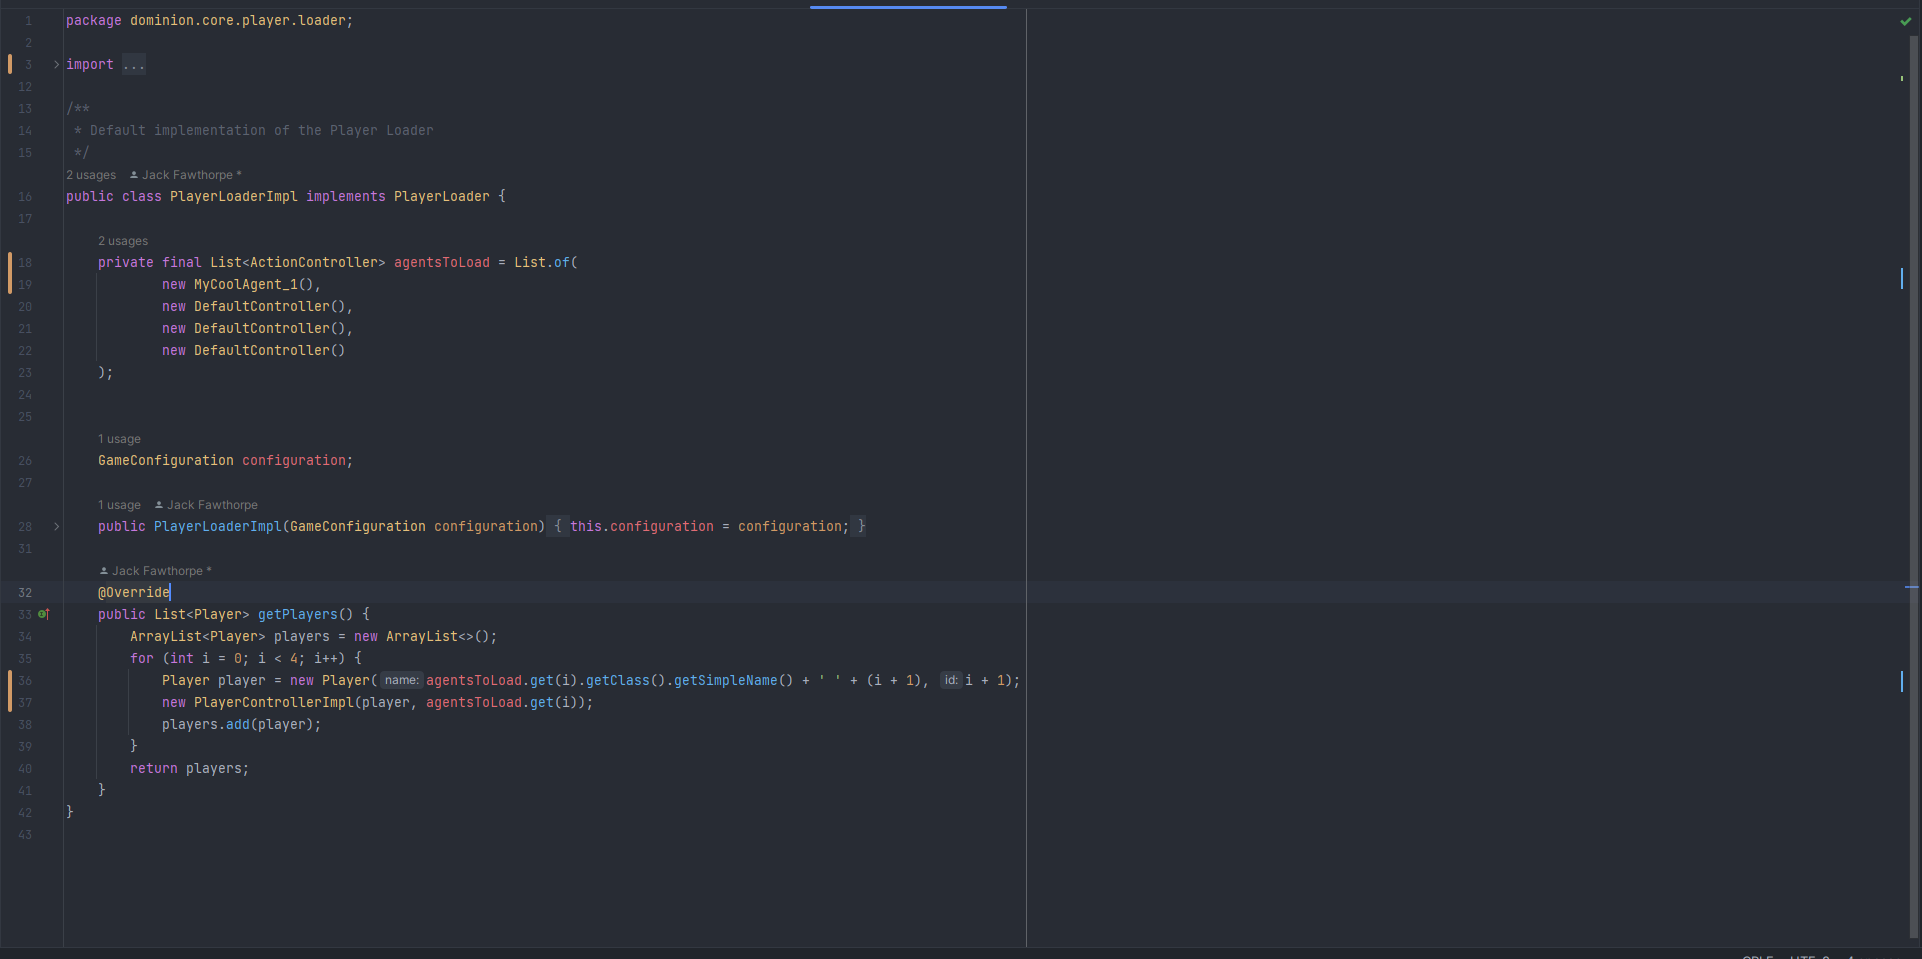 1 package dominion.core.player.loader;
2
3 import ...
12
13 /**
14 * Default implementation of the Player Loader
15 */
2 usages Jack Fawthorpe *
16 public class PlayerLoaderImpl implements PlayerLoader {
17
2 usages
18 private final List<ActionController> agentsToLoad = List.of(
19 new MyCoolAgent_1(),
20 new DefaultController(),
21 new DefaultController(),
22 new DefaultController()
23 );
24
25
1 usage
26 GameConfiguration configuration;
27
1 usage Jack Fawthorpe
28 public PlayerLoaderImpl(GameConfiguration configuration) { this.configuration = configuration; }
31
Jack Fawthorpe *
32 @Override
33 public List<Player> getPlayers() {
34 ArrayList<Player> players = new ArrayList<>();
35 for (int i = 0; i < 4; i++) {
36 Player player = new Player( name: agentsToLoad.get(i).getClass().getSimpleName() + ' ' + (i + 1), id: i + 1);
37 new PlayerControllerImpl(player, agentsToLoad.get(i));
38 players.add(player);
39 }
40 return players;
41 }
42 }
43